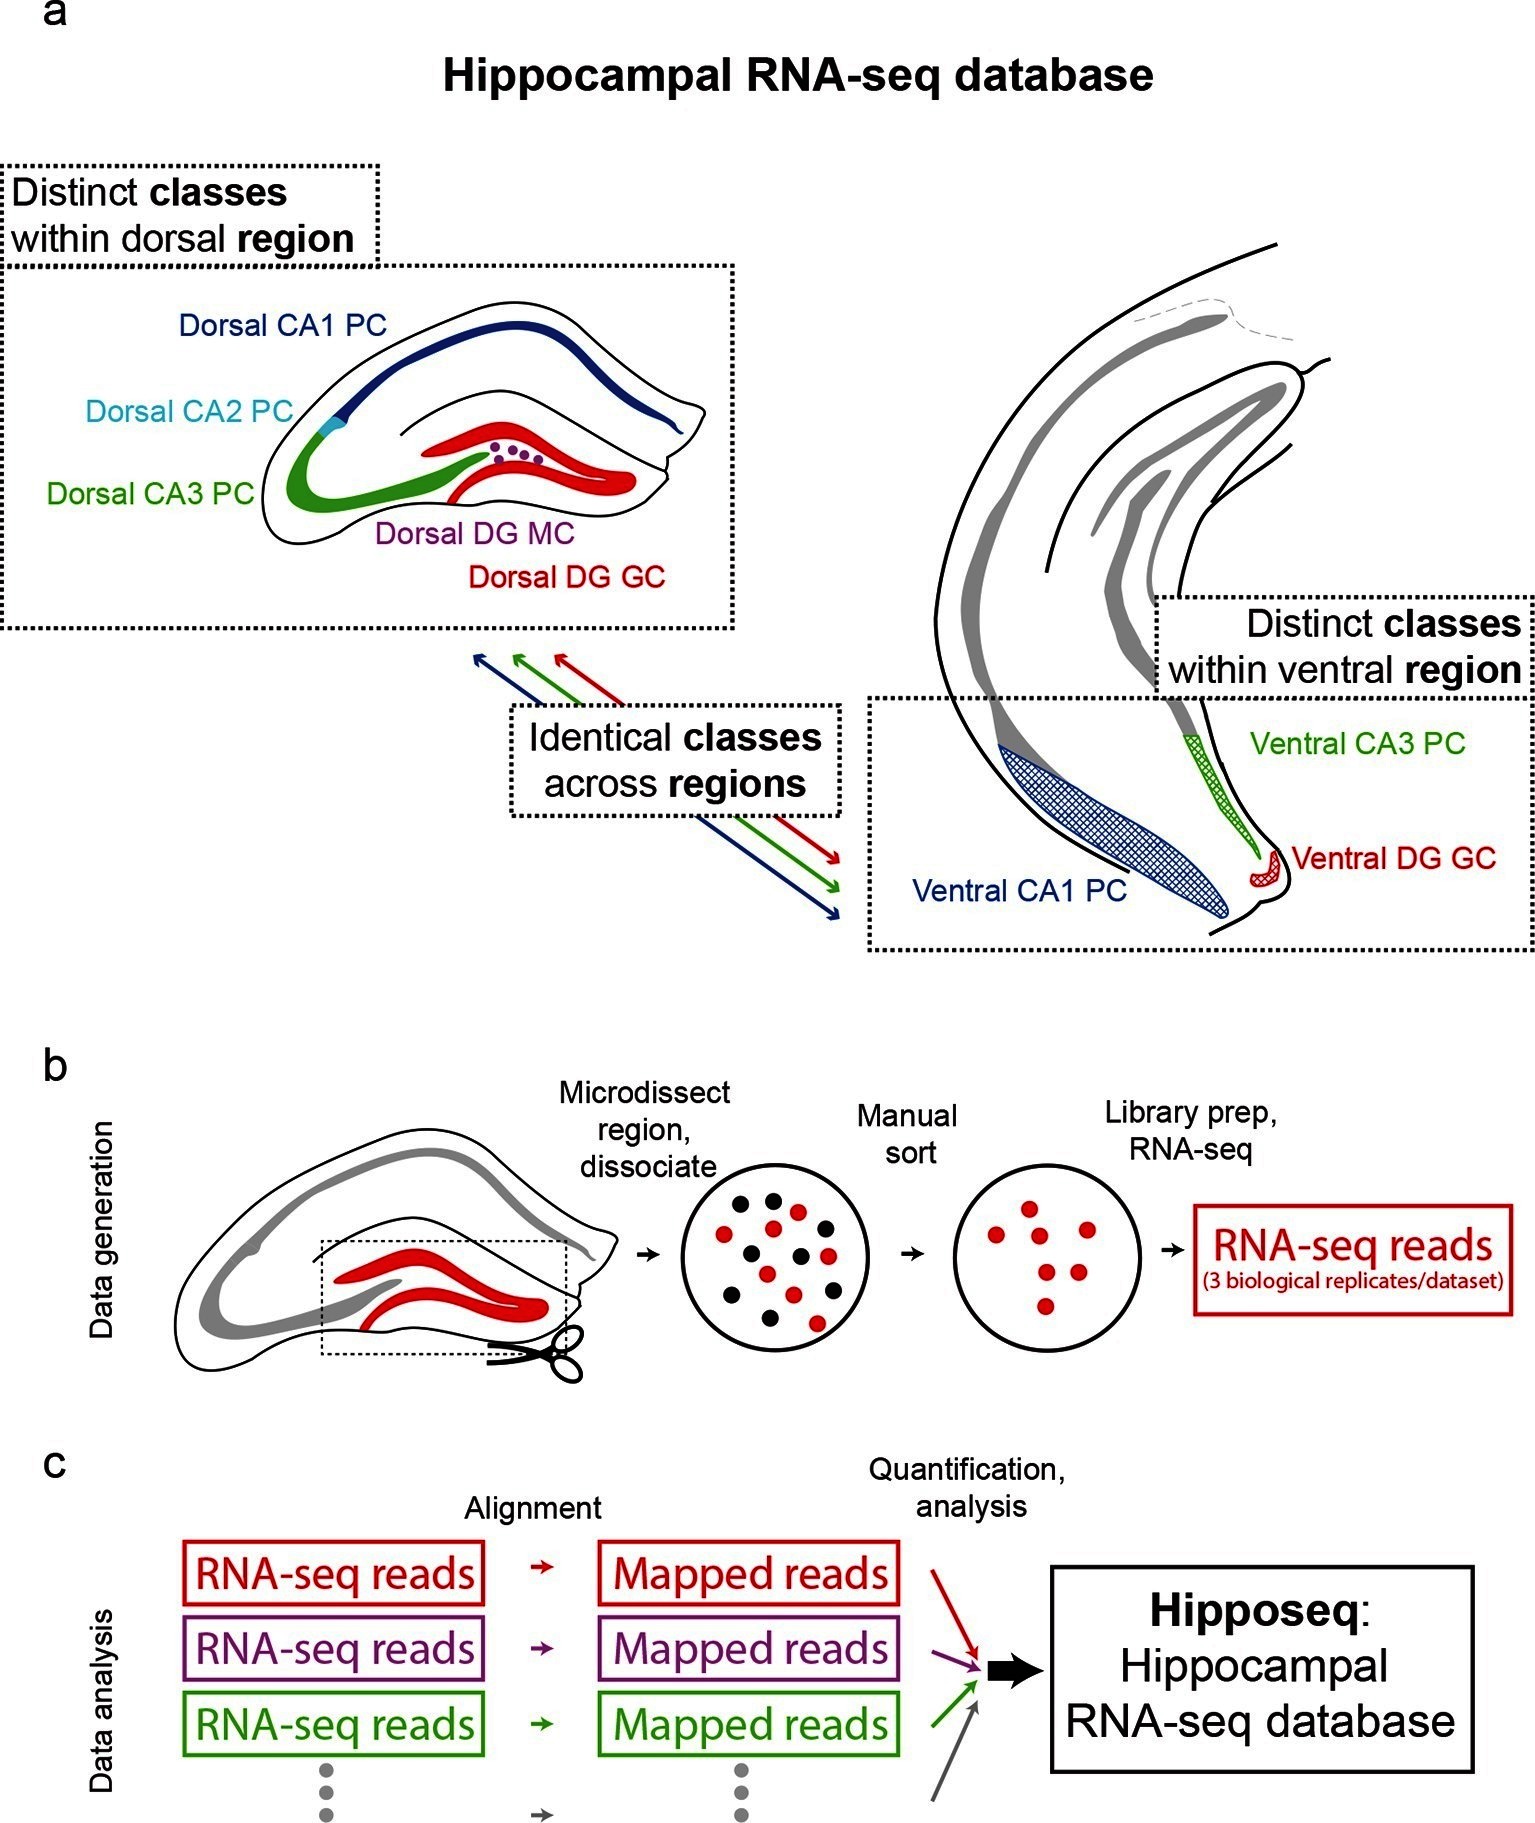 a
Hippocampal RNA-seq database
Distinct classes
within dorsal region
Dorsal CA1 PC
Dorsal CA2 PC
Dorsal CA3 PC
Dorsal DG MC
Dorsal DG GC
Distinct classes
within ventral region
Identical classes
across regions
Ventral CA3 PC
Ventral DG GC
Ventral CA1 PC
b
Data generation
Microdissect
region,
dissociate
Manual
sort
Library prep,
RNA-seq
RNA-seq reads
(3 biological replicates/dataset)
c
Data analysis
Alignment
Quantification,
analysis
RNA-seq reads
Mapped reads
RNA-seq reads
Mapped reads
RNA-seq reads
Mapped reads
Hipposeq:
Hippocampal
RNA-seq database